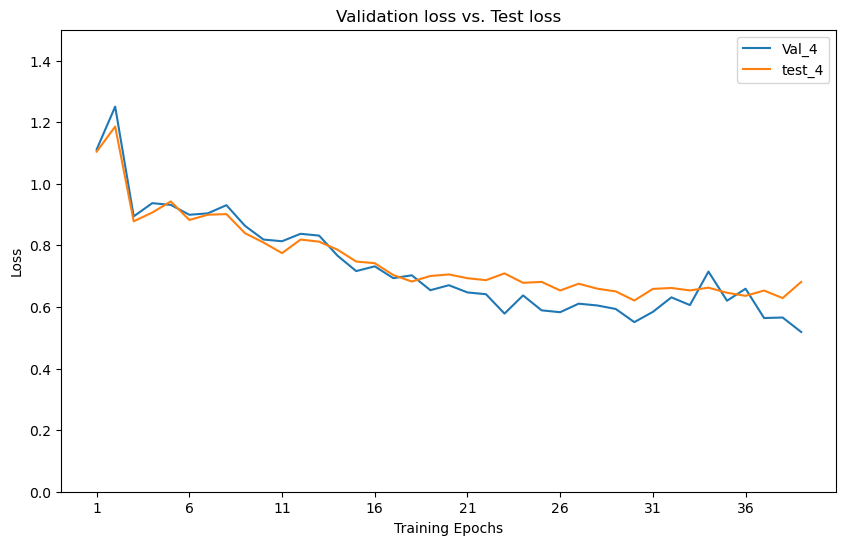 Validation loss vs. Test loss
Val_4
test_4
Loss
1.4
1.2
1.0
0.8
0.6
0.4
0.2
0.0
1 6 11 16 21 26 31 36
Training Epochs